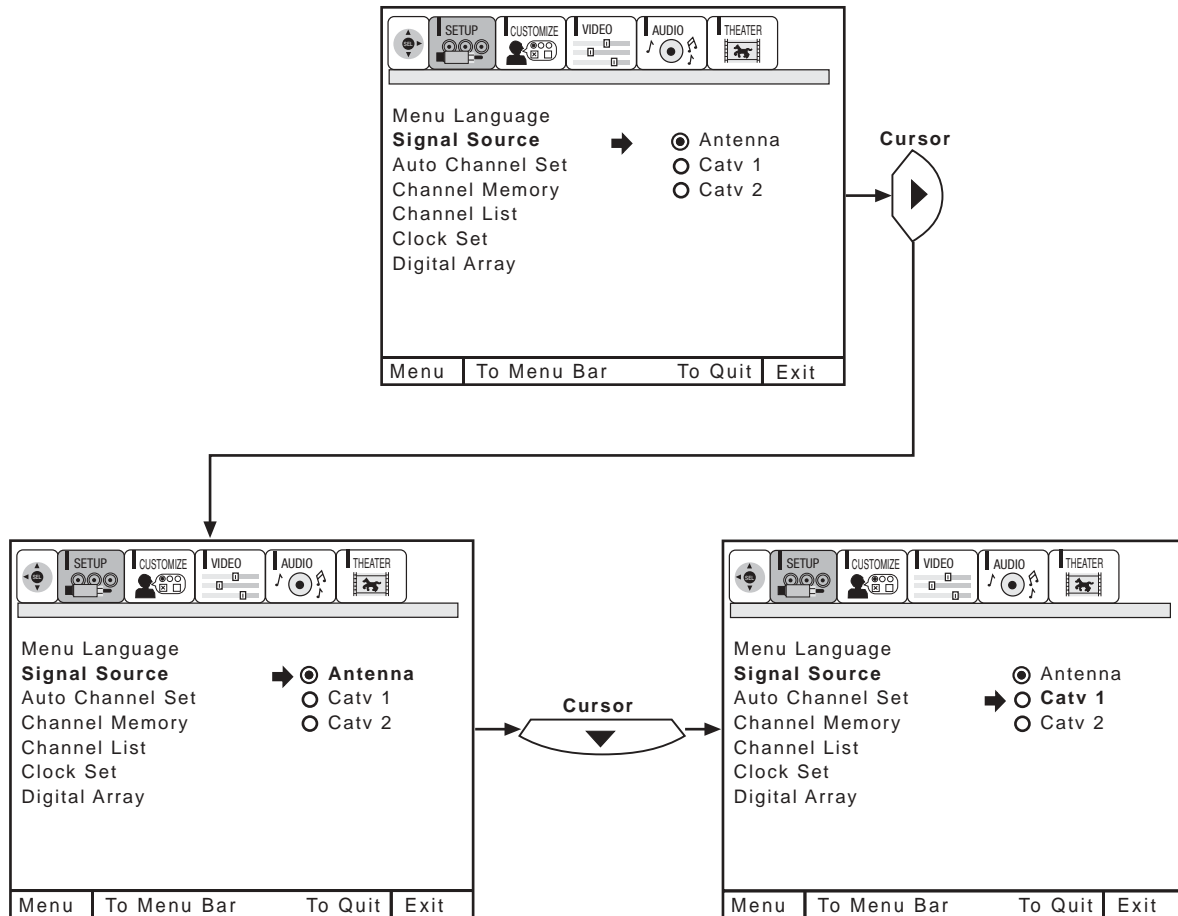 SEL SETUP CUSTOMIZE VIDEO AUDIO THEATER
Menu Language
Signal Source Antenna
Auto Channel Set Catv 1
Channel Memory Catv 2
Channel List
Clock Set
Digital Array
Menu To Menu Bar To Quit Exit
Cursor
SEL SETUP CUSTOMIZE VIDEO AUDIO THEATER
Menu Language
Signal Source Antenna
Auto Channel Set Catv 1
Channel Memory Catv 2
Channel List
Clock Set
Digital Array
Menu To Menu Bar To Quit Exit
Cursor
SEL SETUP CUSTOMIZE VIDEO AUDIO THEATER
Menu Language
Signal Source Antenna
Auto Channel Set Catv 1
Channel Memory Catv 2
Channel List
Clock Set
Digital Array
Menu To Menu Bar To Quit Exit